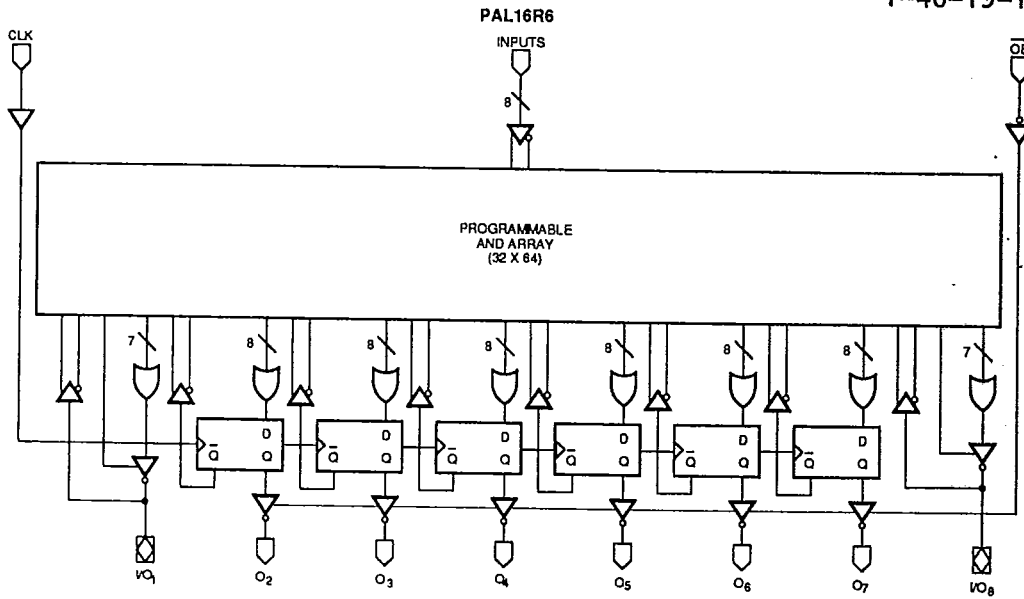 PAL16R6
CLK
INPUTS
8
PROGRAMMABLE
AND ARRAY
(32 X 64)
7
8
8
8
8
8
8
7
D
Q̅ Q
D
Q̅ Q
D
Q̅ Q
D
Q̅ Q
D
Q̅ Q
D
Q̅ Q
I/O1
O2
O3
O4
O5
O6
O7
I/O8